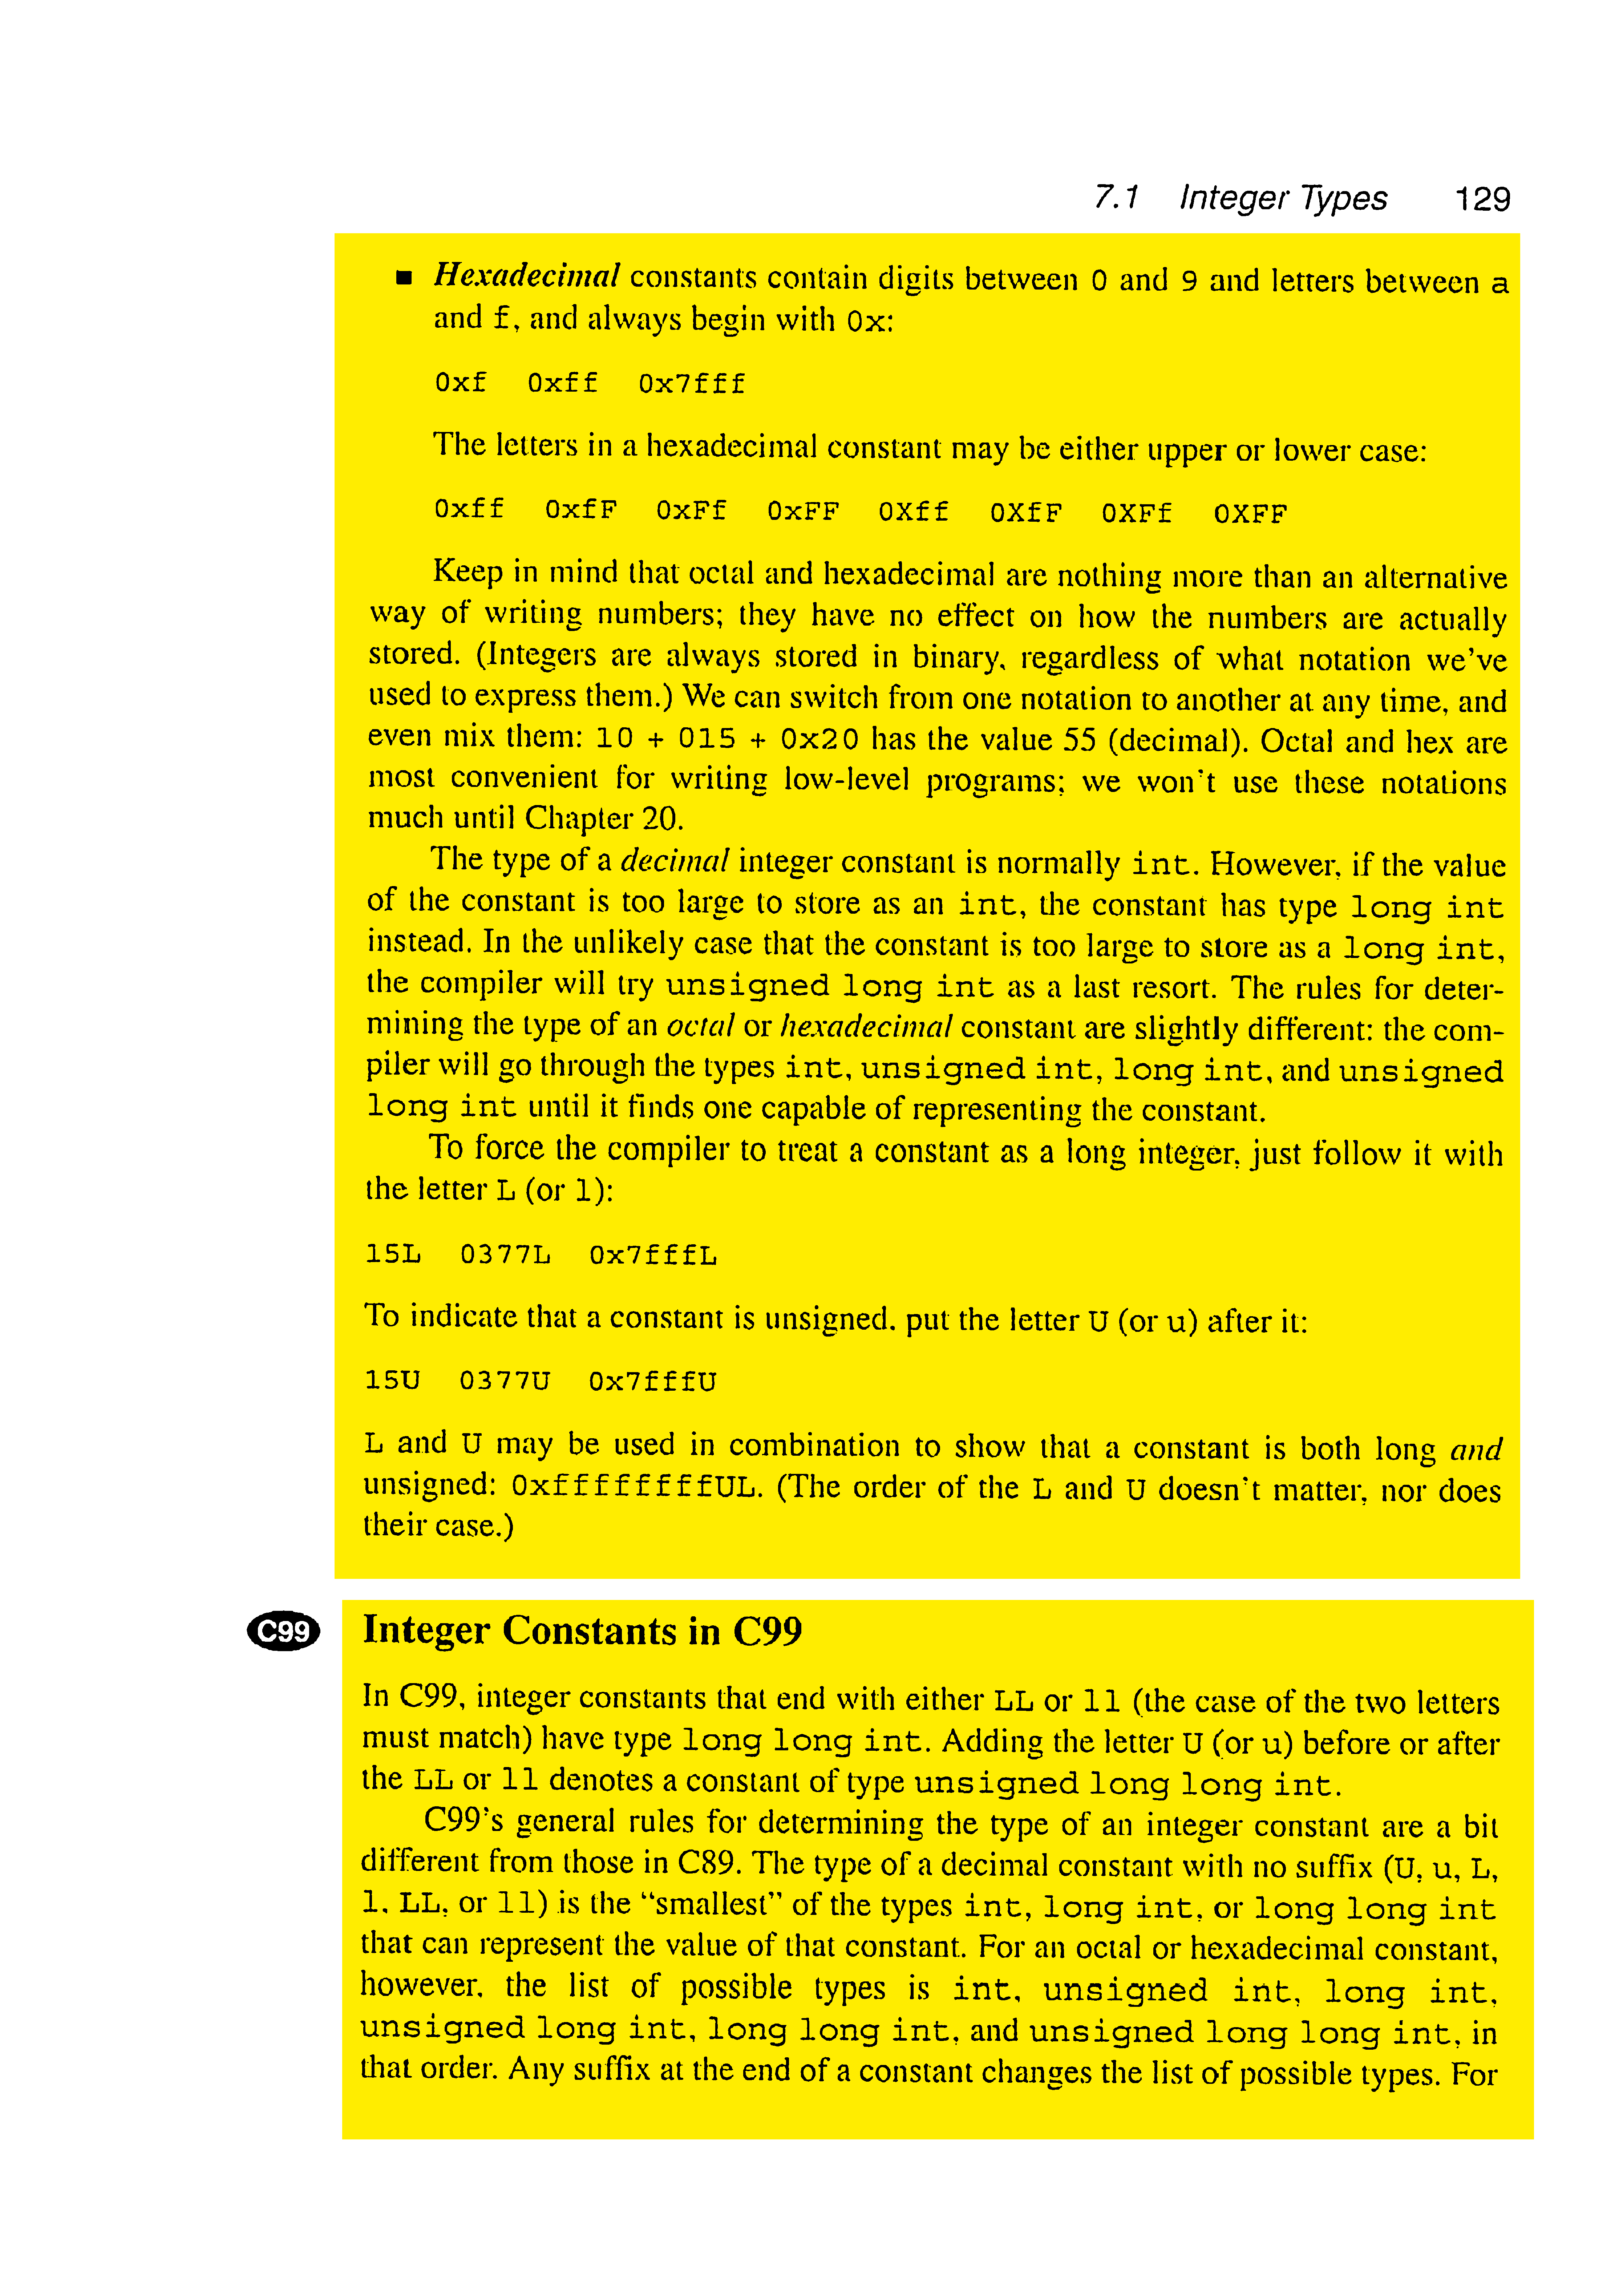 7.1 Integer Types 129
■ Hexadecimal constants contain digits between 0 and 9 and letters between a
and f, and always begin with 0x:
0xf 0xff 0x7fff
The letters in a hexadecimal constant may be either upper or lower case:
0xff 0xfF 0xFf 0xFF 0Xff 0XfF 0XFf 0XFF
Keep in mind that octal and hexadecimal are nothing more than an alternative
way of writing numbers; they have no effect on how the numbers are actually
stored. (Integers are always stored in binary, regardless of what notation we've
used to express them.) We can switch from one notation to another at any time, and
even mix them: 10 + 015 + 0x20 has the value 55 (decimal). Octal and hex are
most convenient for writing low-level programs; we won't use these notations
much until Chapter 20.
The type of a decimal integer constant is normally int. However, if the value
of the constant is too large to store as an int, the constant has type long int
instead. In the unlikely case that the constant is too large to store as a long int,
the compiler will try unsigned long int as a last resort. The rules for deter-
mining the type of an octal or hexadecimal constant are slightly different: the com-
piler will go through the types int, unsigned int, long int, and unsigned
long int until it finds one capable of representing the constant.
To force the compiler to treat a constant as a long integer, just follow it with
the letter L (or l):
15L 0377L 0x7fffL
To indicate that a constant is unsigned, put the letter U (or u) after it:
15U 0377U 0x7fffU
L and U may be used in combination to show that a constant is both long and
unsigned: 0xffffffffUL. (The order of the L and U doesn't matter, nor does
their case.)
C99 Integer Constants in C99
In C99, integer constants that end with either LL or ll (the case of the two letters
must match) have type long long int. Adding the letter U (or u) before or after
the LL or ll denotes a constant of type unsigned long long int.
C99's general rules for determining the type of an integer constant are a bit
different from those in C89. The type of a decimal constant with no suffix (U, u, L,
l, LL, or ll) is the "smallest" of the types int, long int, or long long int
that can represent the value of that constant. For an octal or hexadecimal constant,
however, the list of possible types is int, unsigned int, long int,
unsigned long int, long long int, and unsigned long long int, in
that order. Any suffix at the end of a constant changes the list of possible types. For